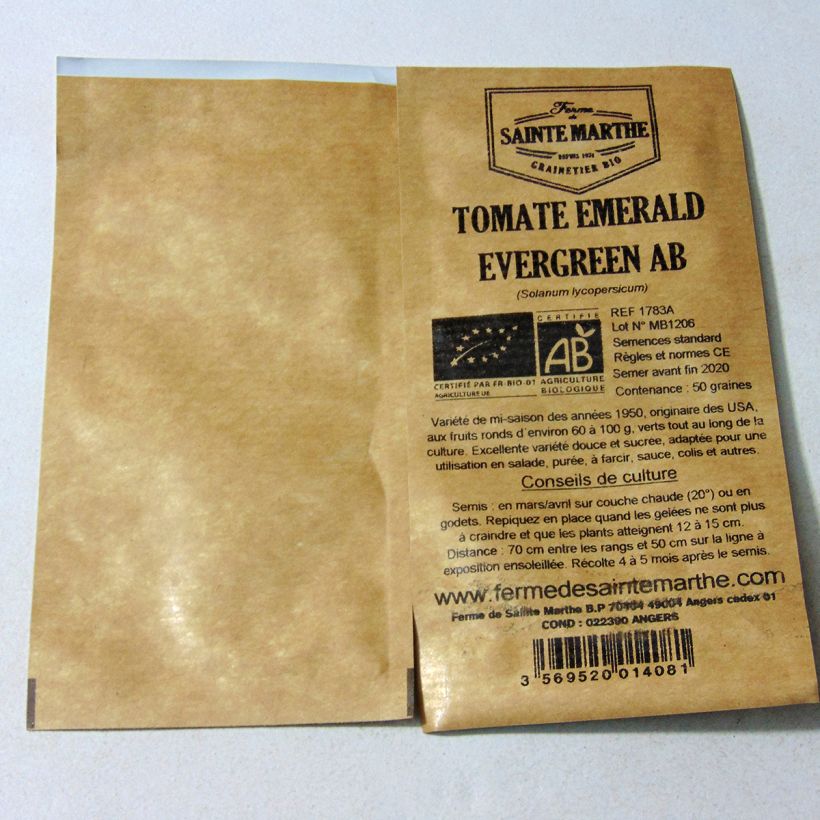 Ferme
de
SAINTE MARTHE
DEPUIS 1974
GRAINETIER BIO
TOMATE EMERALD
EVERGREEN AB
(Solanum lycopersicum)
CERTIFIE
AB
CERTIFIÉ PAR FR-BIO-01
AGRICULTURE UE
AGRICULTURE
BIOLOGIQUE
REF 1783A
Lot N° MB1206
Semences standard
Règles et normes CE
Semer avant fin 2020
Contenance : 50 graines
Variété de mi-saison des années 1950, originaire des USA,
aux fruits ronds d'environ 60 à 100 g, verts tout au long de la
culture. Excellente variété douce et sucrée, adaptée pour une
utilisation en salade, purée, à farcir, sauce, colis et autres.
Conseils de culture
Semis : en mars/avril sur couche chaude (20°) ou en
godets. Repiquez en place quand les gelées ne sont plus
à craindre et que les plants atteignent 12 à 15 cm.
Distance : 70 cm entre les rangs et 50 cm sur la ligne à
exposition ensoleillée. Récolte 4 à 5 mois après le semis.
www.fermedesaintemarthe.com
Ferme de Sainte Marthe B.P 70404 49004 Angers cedex 01
COND : 022390 ANGERS
3 569520 014081